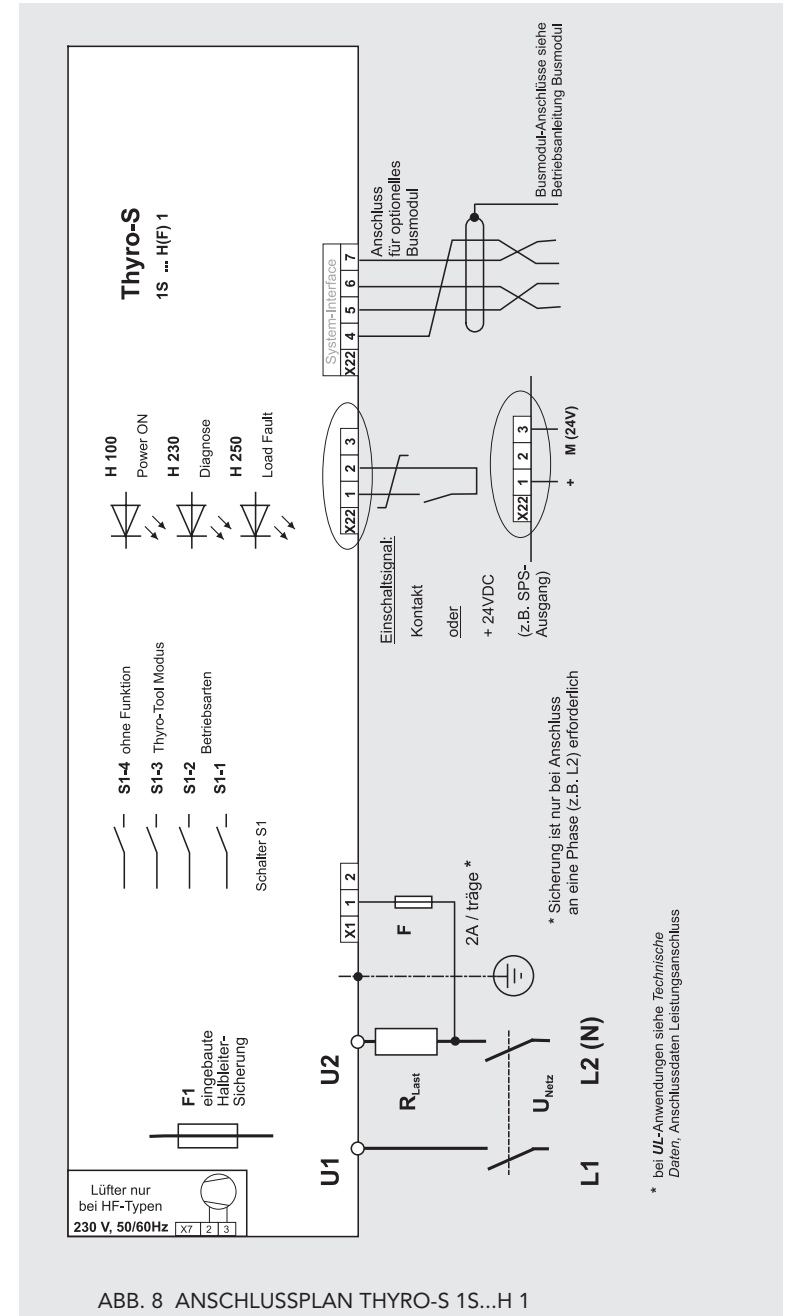 Thyro-S
1S ... H(F) 1
H 100
Power ON
H 230
Diagnose
H 250
Load Fault
S1-4 ohne Funktion
S1-3 Thyro-Tool Modus
S1-2
Betriebsarten
S1-1
Schalter S1
F1
eingebaute
Halbleiter-
Sicherung
Lüfter nur
bei HF-Typen
230 V, 50/60Hz
X7 2 3
System-Interface
X22 4 5 6 7
Anschluss
für optionelles
Busmodul
Busmodul-Anschlüsse siehe
Betriebsanleitung Busmodul
X22 1 2 3
Einschaltsignal:
Kontakt
oder
+ 24VDC
(z.B. SPS-
Ausgang)
X22 1 2 3
+ M (24V)
X1 1 2
F
2A / träge *
* Sicherung ist nur bei Anschluss
an eine Phase (z.B. L2) erforderlich
U1
U2
R Last
U Netz
L1
L2 (N)
* bei UL-Anwendungen siehe Technische
Daten, Anschlussdaten Leistungsanschluss
ABB. 8 ANSCHLUSSPLAN THYRO-S 1S...H 1